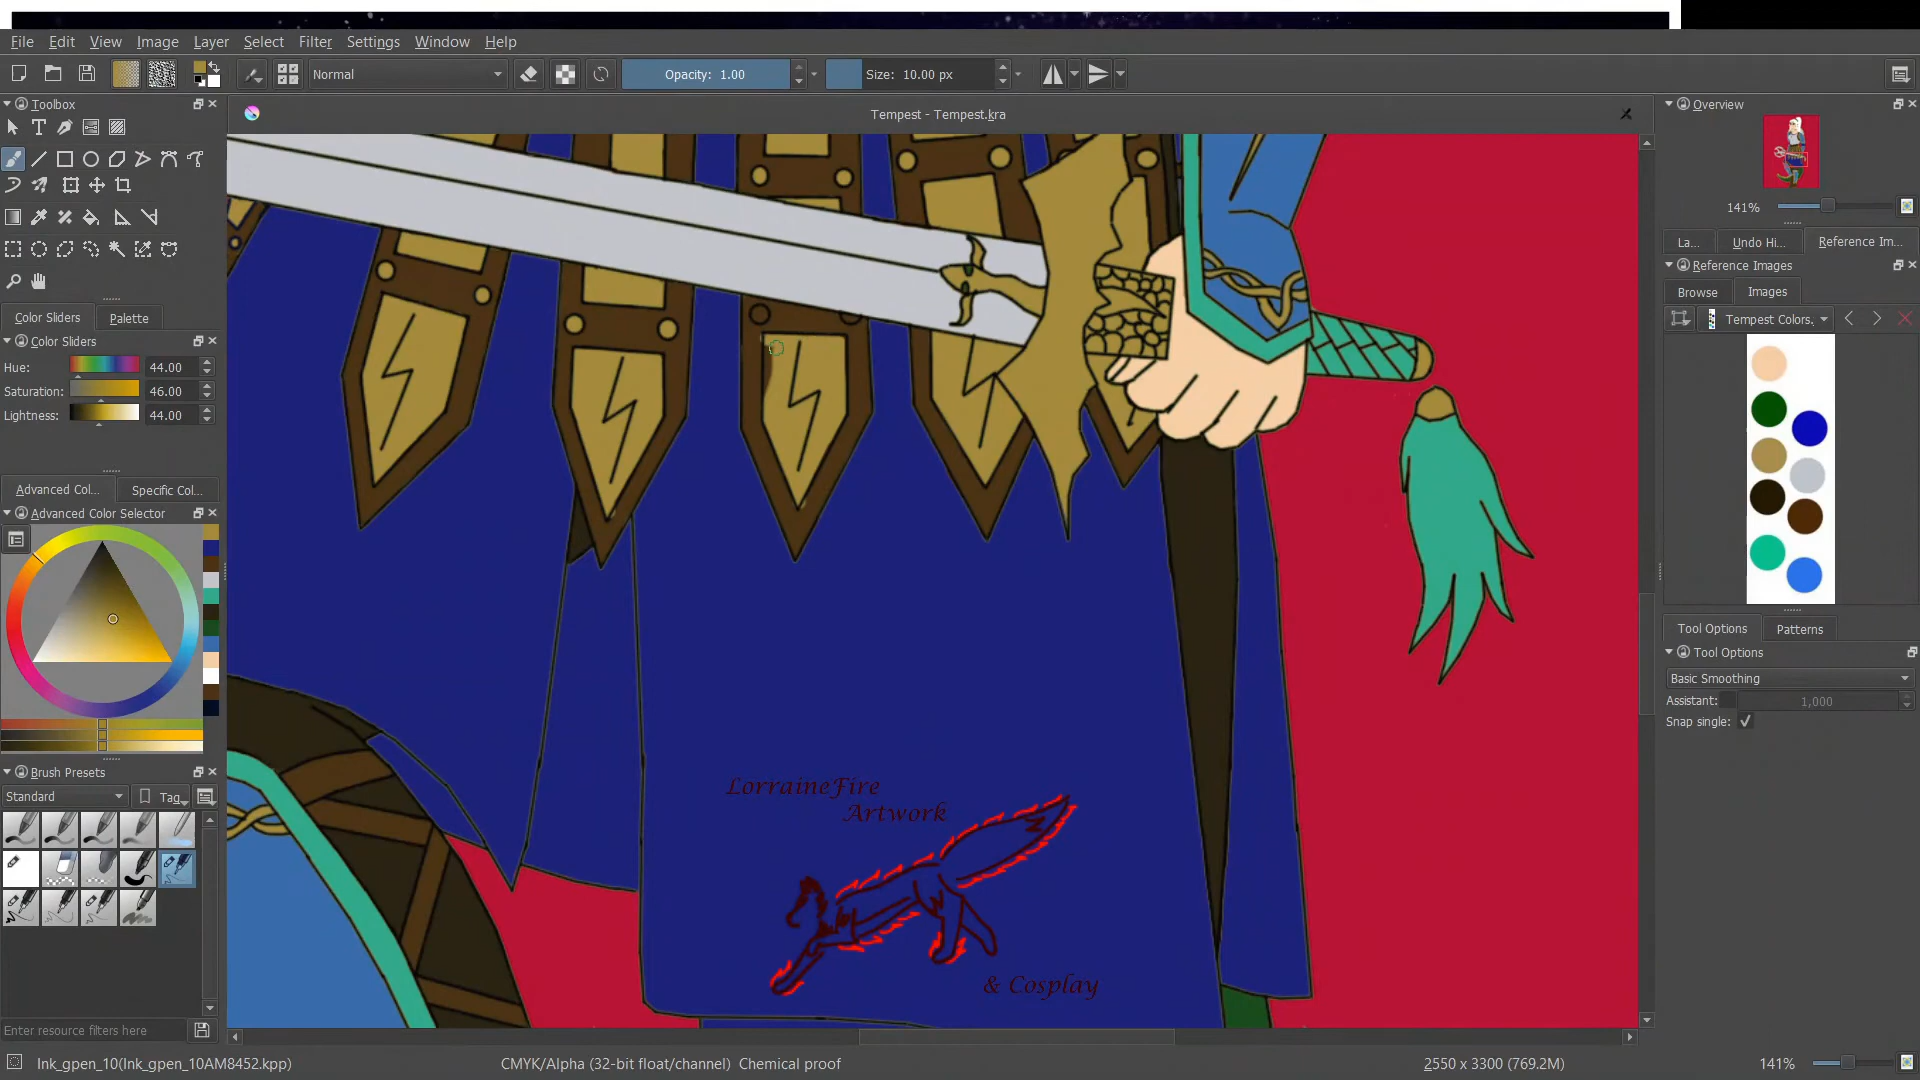 File Edit View Image Layer Select Filter Settings Window Help
Normal Opacity: 1.00 Size: 10.00 px
Toolbox
Tempest - Tempest.kra
Overview
141%
La... Undo Hi... Reference Im...
Reference Images
Browse Images
Tempest Colors.
Color Sliders Palette
Color Sliders
Hue: 44.00
Saturation: 46.00
Lightness: 44.00
Advanced Col... Specific Col...
Advanced Color Selector
Tool Options Patterns
Tool Options
Basic Smoothing
Assistant: 1,000
Snap single:
Brush Presets
Standard Tag
LorraineFire
Artwork
& Cosplay
Enter resource filters here
Ink_gpen_10(Ink_gpen_10AM8452.kpp) CMYK/Alpha (32-bit float/channel) Chemical proof 2550 x 3300 (769.2M) 141%